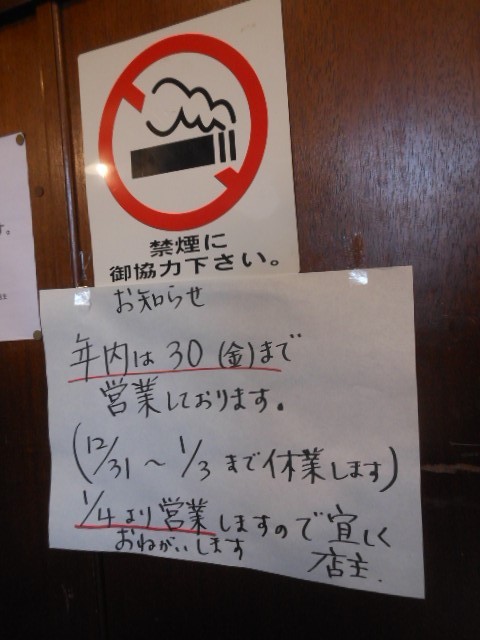 禁煙に
御協力下さい。
お知らせ
年内は30(金)まで
営業しております。
(12/31〜1/3まで休業します)
1/4より営業しますので宜しく
おねがいします
店主.
す。